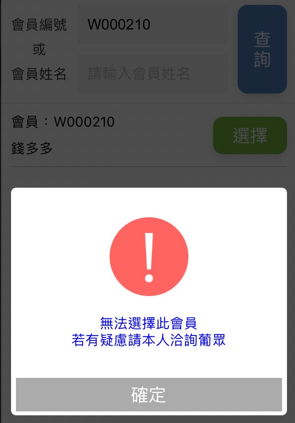 會員編號 W000210
或
會員姓名 請輸入會員姓名
查詢
會員：W000210
錢多多
選擇
!
無法選擇此會員
若有疑慮請本人洽詢葡眾
確定